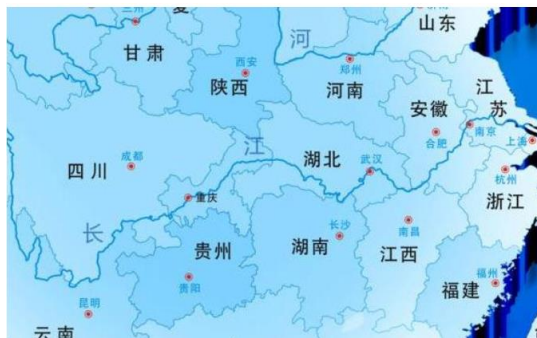 兰州
夏
河
山东
甘肃
西安
陕西
郑州
河南
江
苏
安徽
南京
合肥
上海
江
湖北
武汉
成都
四川
杭州
浙江
重庆
长
贵州
长沙
湖南
南昌
江西
贵阳
福州
福建
昆明
云南